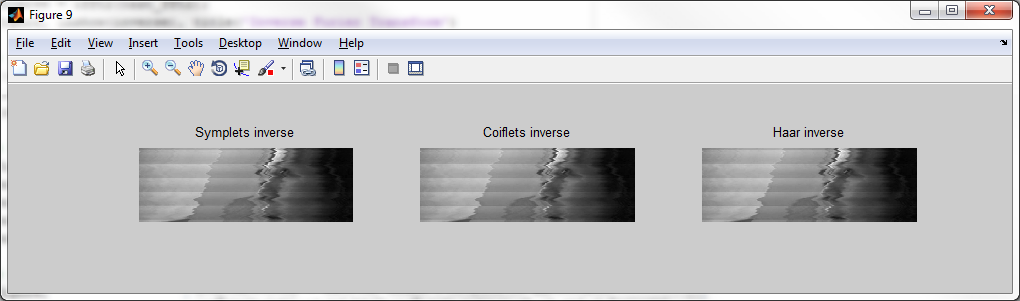 Figure 9
File Edit View Insert Tools Desktop Window Help
Symplets inverse Coiflets inverse Haar inverse